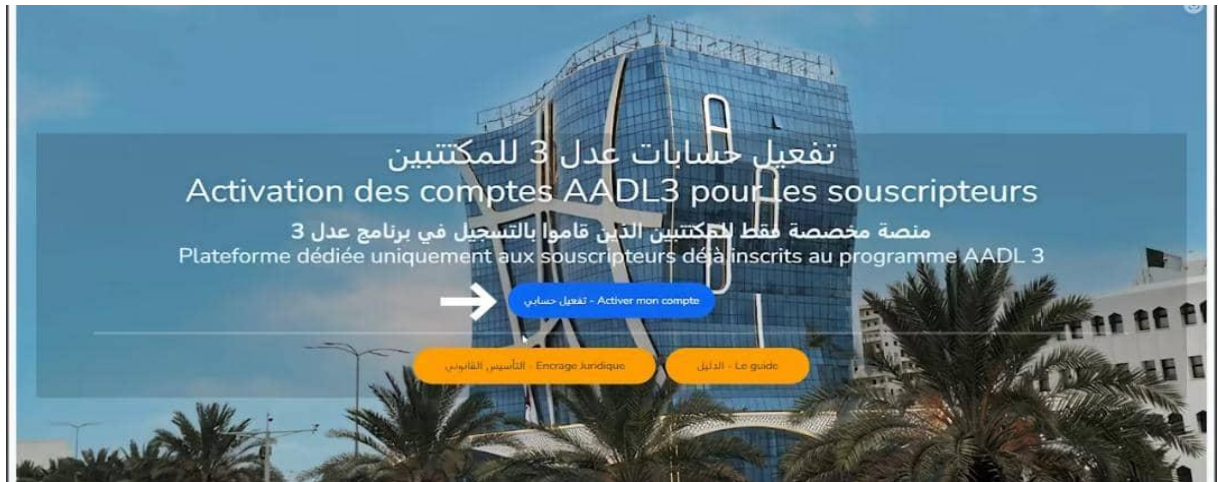 تفعيل حسابات عدل 3 للمكتتبين
Activation des comptes AADL3 pour les souscripteurs
منصة مخصصة فقط للمكتتبين الذين قاموا بالتسجيل في برنامج عدل 3
Plateforme dédiée uniquement aux souscripteurs déjà inscrits au programme AADL 3
تفعيل حسابي - Activer mon compte
التأسيس القانوني - Encrage Juridique
الدليل - Le guide